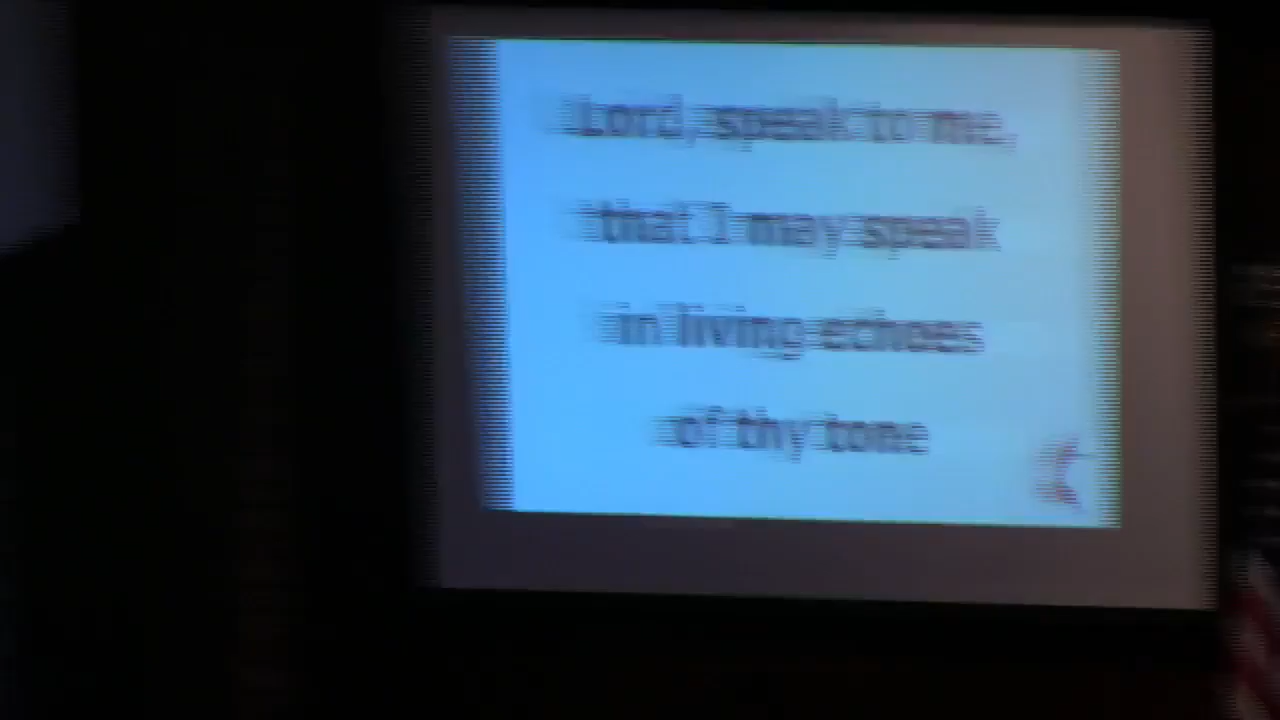 Lord, speak to me,
that I may speak
in living echoes
of thy tone